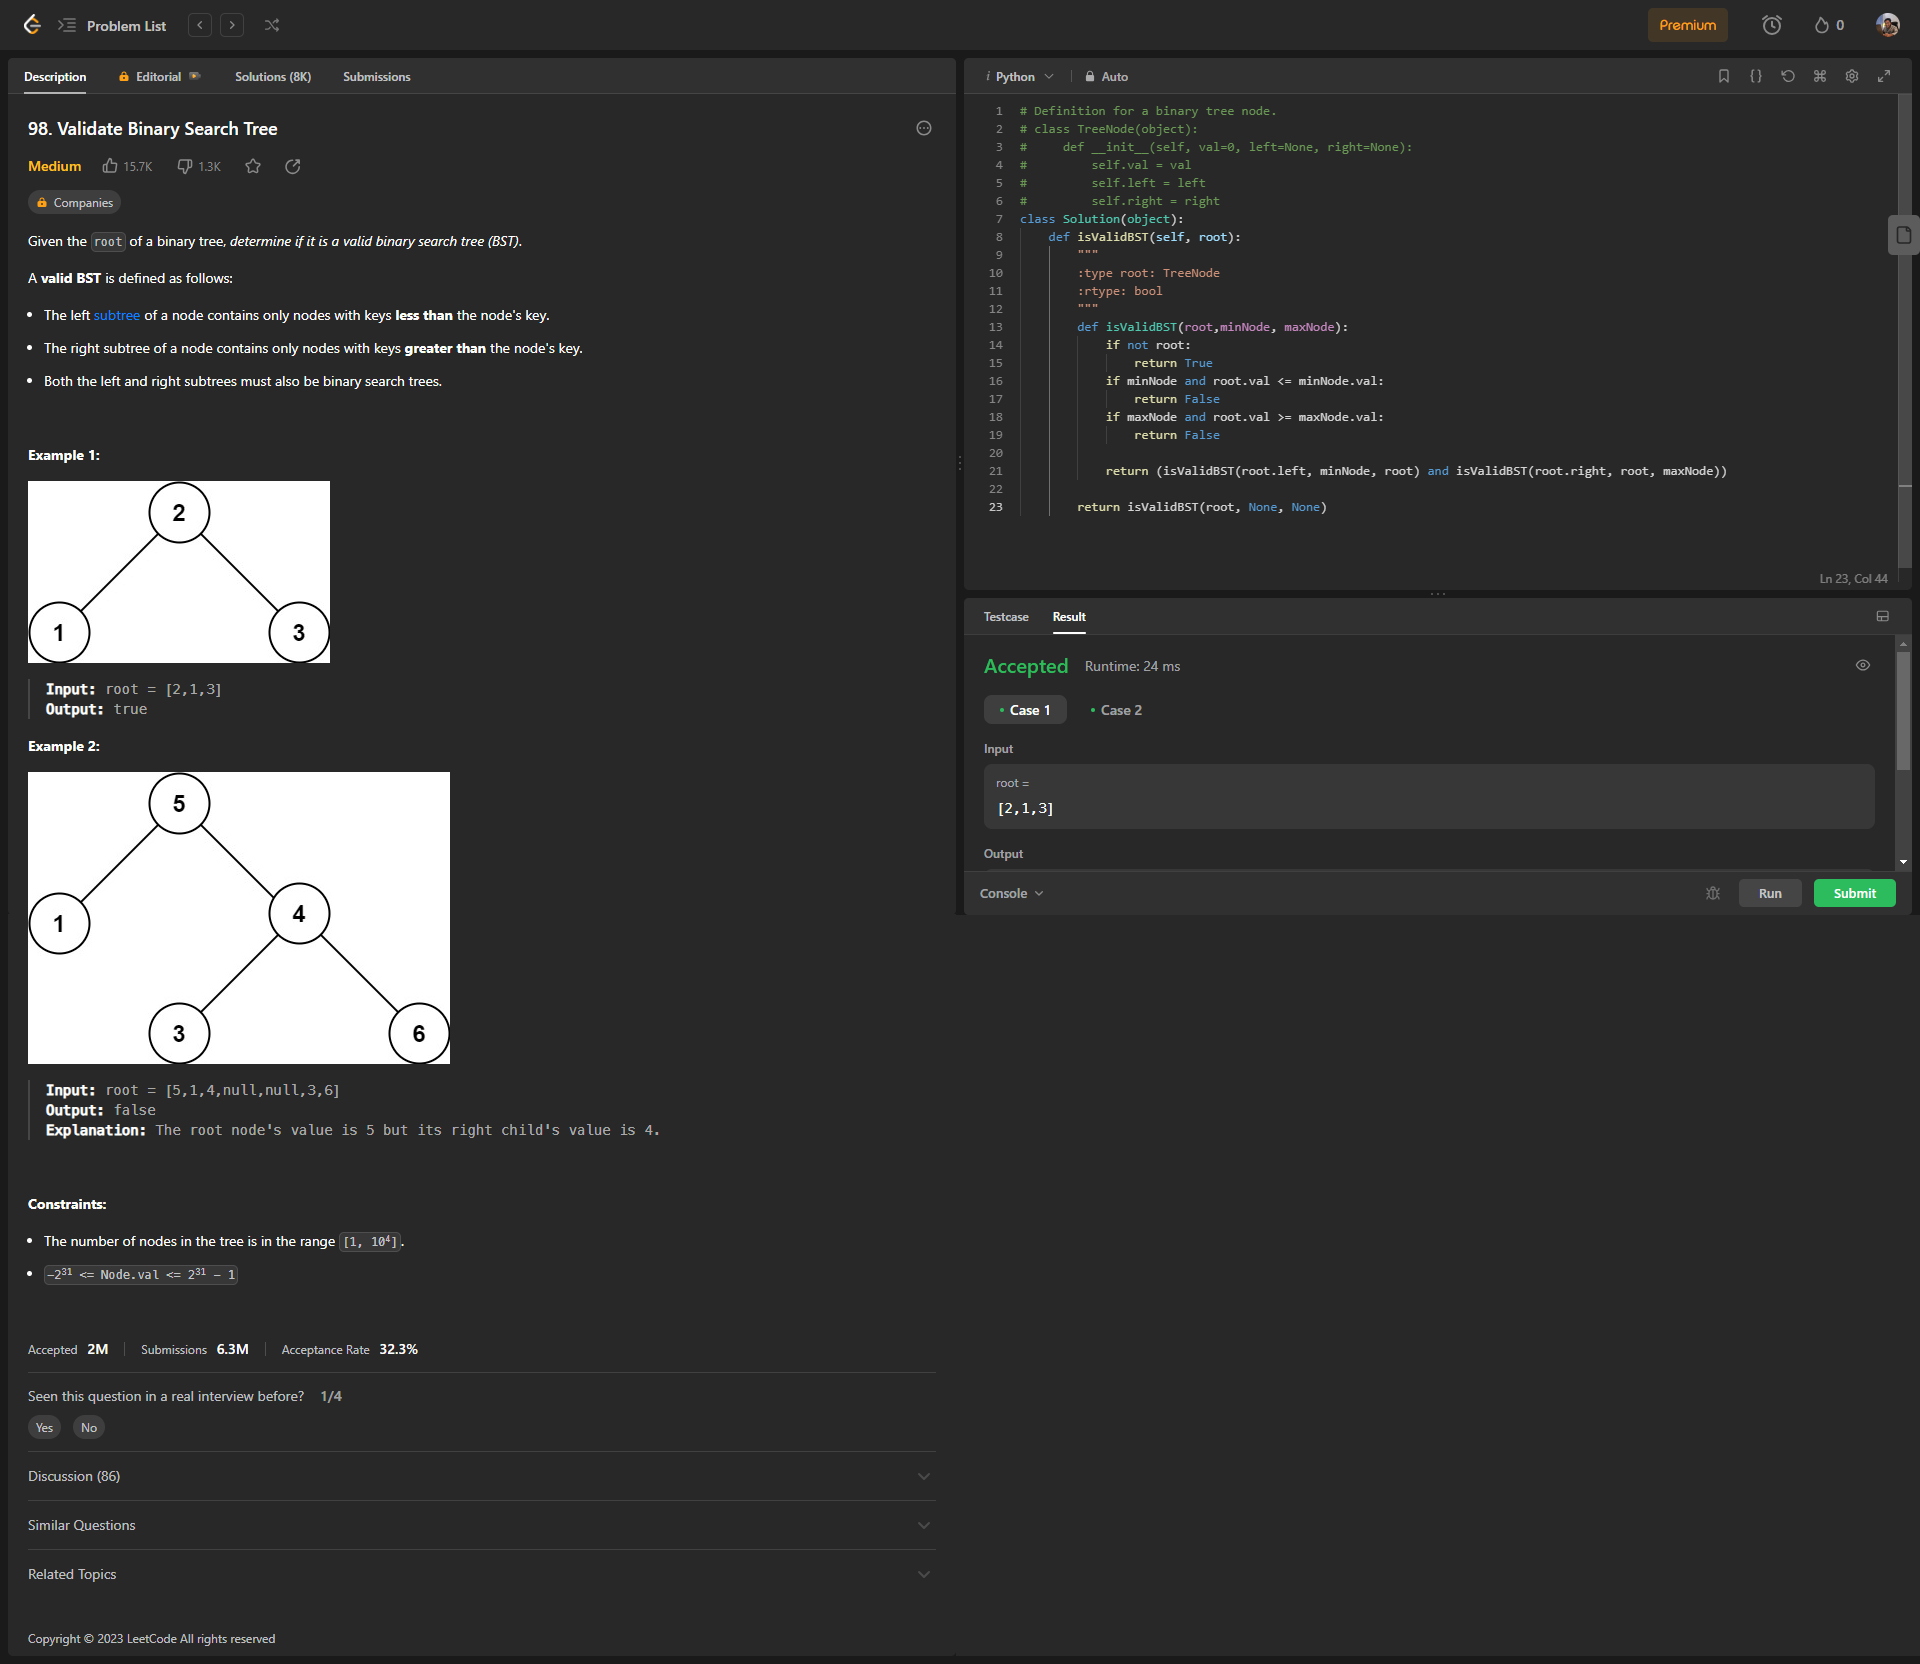 Problem List
Premium
0
Description
Editorial
Solutions (8K)
Submissions
98. Validate Binary Search Tree
Medium
15.7K
1.3K
Companies
Given the root of a binary tree, determine if it is a valid binary search tree (BST).
A valid BST is defined as follows:
• The left subtree of a node contains only nodes with keys less than the node's key.
• The right subtree of a node contains only nodes with keys greater than the node's key.
• Both the left and right subtrees must also be binary search trees.
Example 1:
2
1
3
Input: root = [2,1,3]
Output: true
Example 2:
5
1
4
3
6
Input: root = [5,1,4,null,null,3,6]
Output: false
Explanation: The root node's value is 5 but its right child's value is 4.
Constraints:
• The number of nodes in the tree is in the range [1, 10⁴].
• −2³¹ <= Node.val <= 2³¹ − 1
Accepted 2M
Submissions 6.3M
Acceptance Rate 32.3%
Seen this question in a real interview before? 1/4
Yes
No
Discussion (86)
Similar Questions
Related Topics
Copyright © 2023 LeetCode All rights reserved
i Python
Auto
1 # Definition for a binary tree node.
2 # class TreeNode(object):
3 #     def __init__(self, val=0, left=None, right=None):
4 #         self.val = val
5 #         self.left = left
6 #         self.right = right
7 class Solution(object):
8     def isValidBST(self, root):
9         """
10         :type root: TreeNode
11         :rtype: bool
12         """
13         def isValidBST(root,minNode, maxNode):
14             if not root:
15                 return True
16             if minNode and root.val <= minNode.val:
17                 return False
18             if maxNode and root.val >= maxNode.val:
19                 return False
20
21             return (isValidBST(root.left, minNode, root) and isValidBST(root.right, root, maxNode))
22
23         return isValidBST(root, None, None)
Ln 23, Col 44
Testcase
Result
Accepted
Runtime: 24 ms
• Case 1
• Case 2
Input
root =
[2,1,3]
Output
Console
Run
Submit